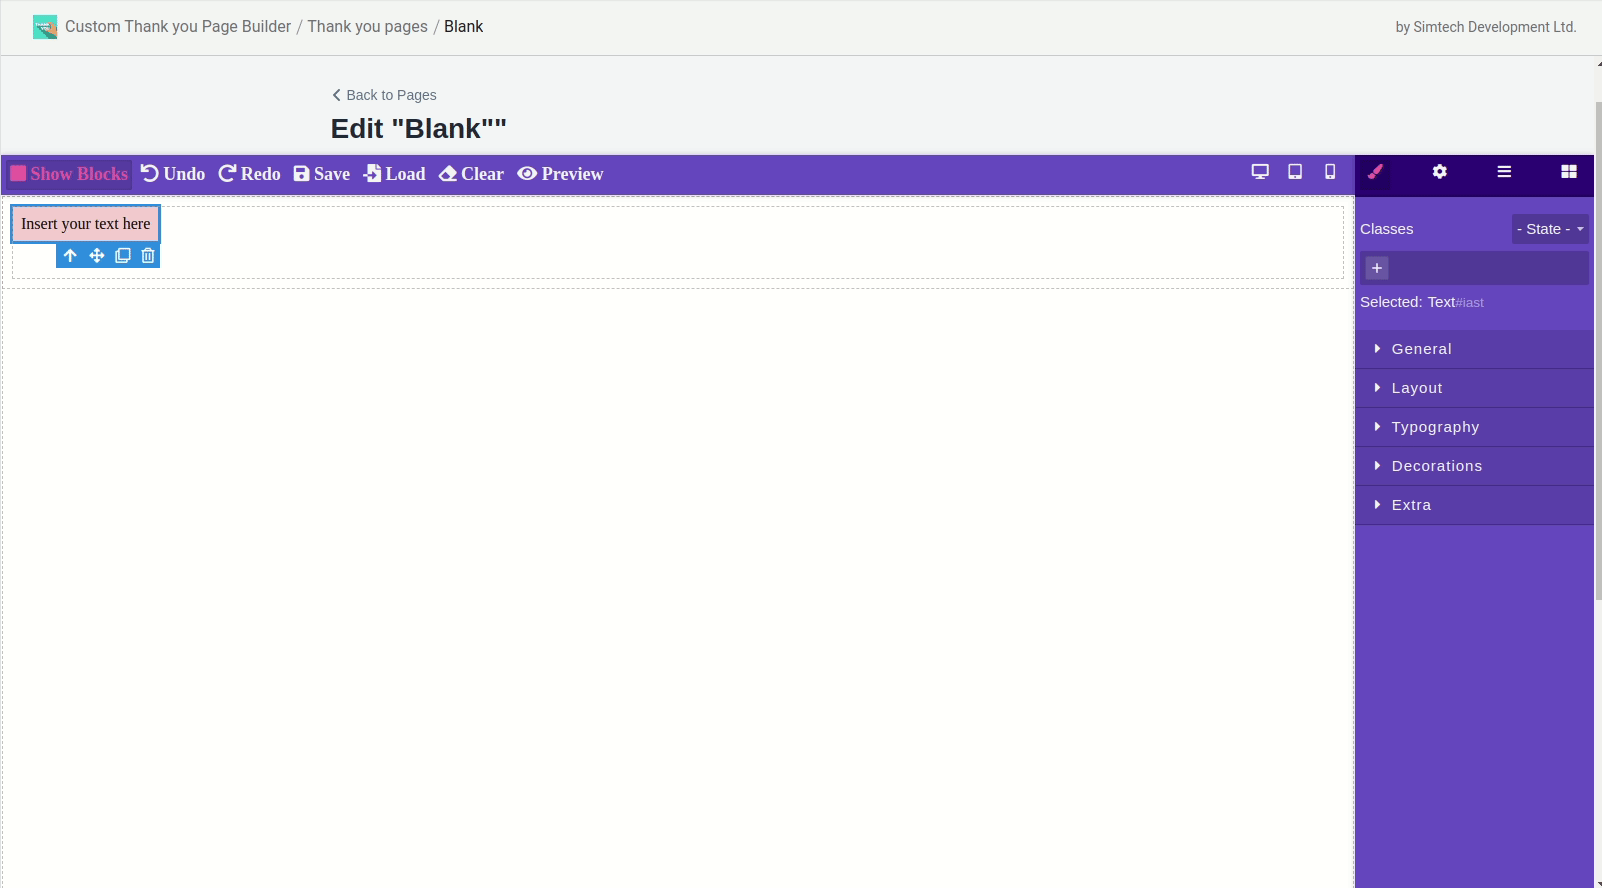 Custom Thank you Page Builder / Thank you pages / Blank
by Simtech Development Ltd.
Back to Pages
Edit "Blank""
Show Blocks Undo Redo Save Load Clear Preview
Insert your text here
Classes
- State -
+
Selected: Text#iast
General
Layout
Typography
Decorations
Extra